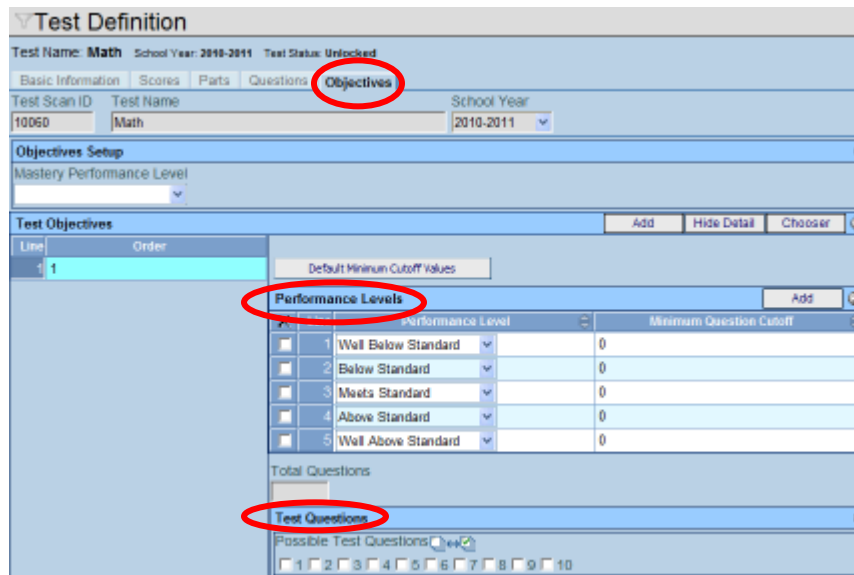 Test Definition
Test Name: Math School Year: 2010-2011 Test Status: Unlocked
Basic Information Scores Parts Questions Objectives
Test Scan ID Test Name School Year
10060 Math 2010-2011
Objectives Setup
Mastery Performance Level
Test Objectives Add Hide Detail Chooser
Line Order
1 1
Default Minimum Cutoff Values
Performance Levels Add
X Line Performance Level Minimum Question Cutoff
1 Well Below Standard 0
2 Below Standard 0
3 Meets Standard 0
4 Above Standard 0
5 Well Above Standard 0
Total Questions
Test Questions
Possible Test Questions
1 2 3 4 5 6 7 8 9 10